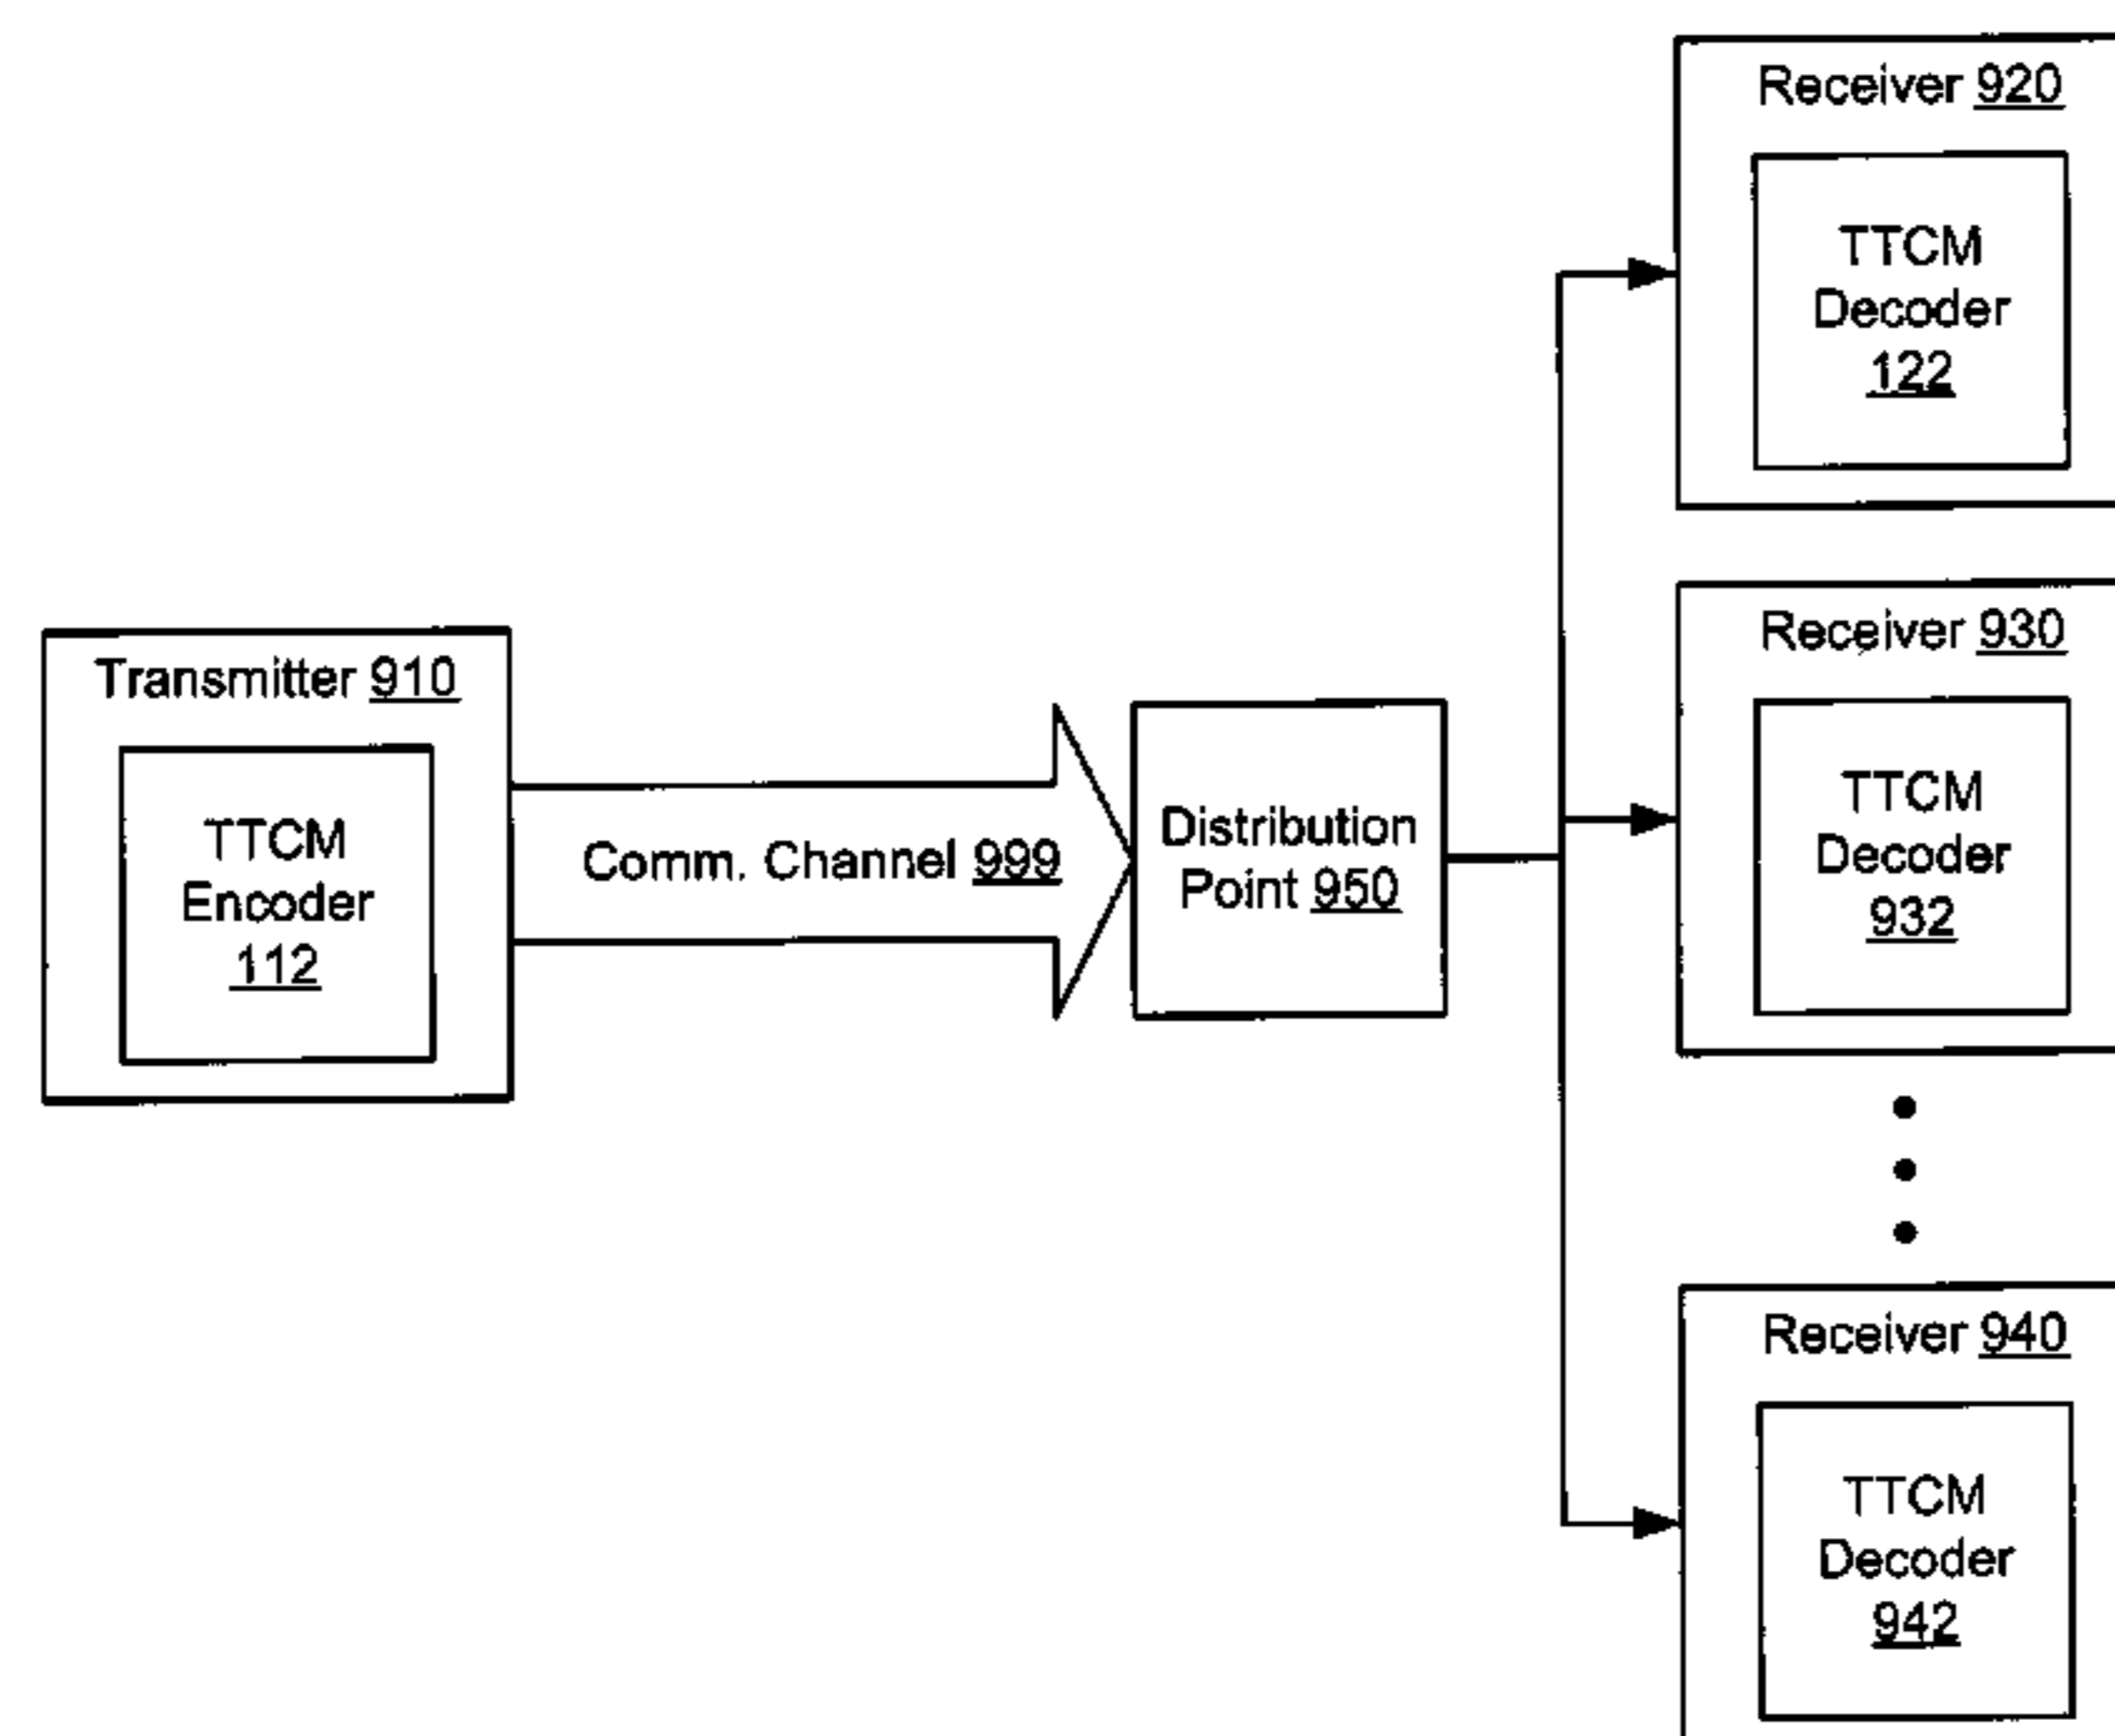 Receiver 920
TTCM
Decoder
122
Receiver 930
TTCM
Decoder
932
Transmitter 910
TTCM
Encoder
112
Comm. Channel 999
Distribution
Point 950
Receiver 940
TTCM
Decoder
942